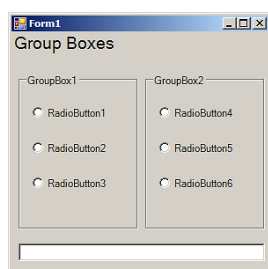 Form1
Group Boxes
GroupBox1
RadioButton1
RadioButton2
RadioButton3
GroupBox2
RadioButton4
RadioButton5
RadioButton6